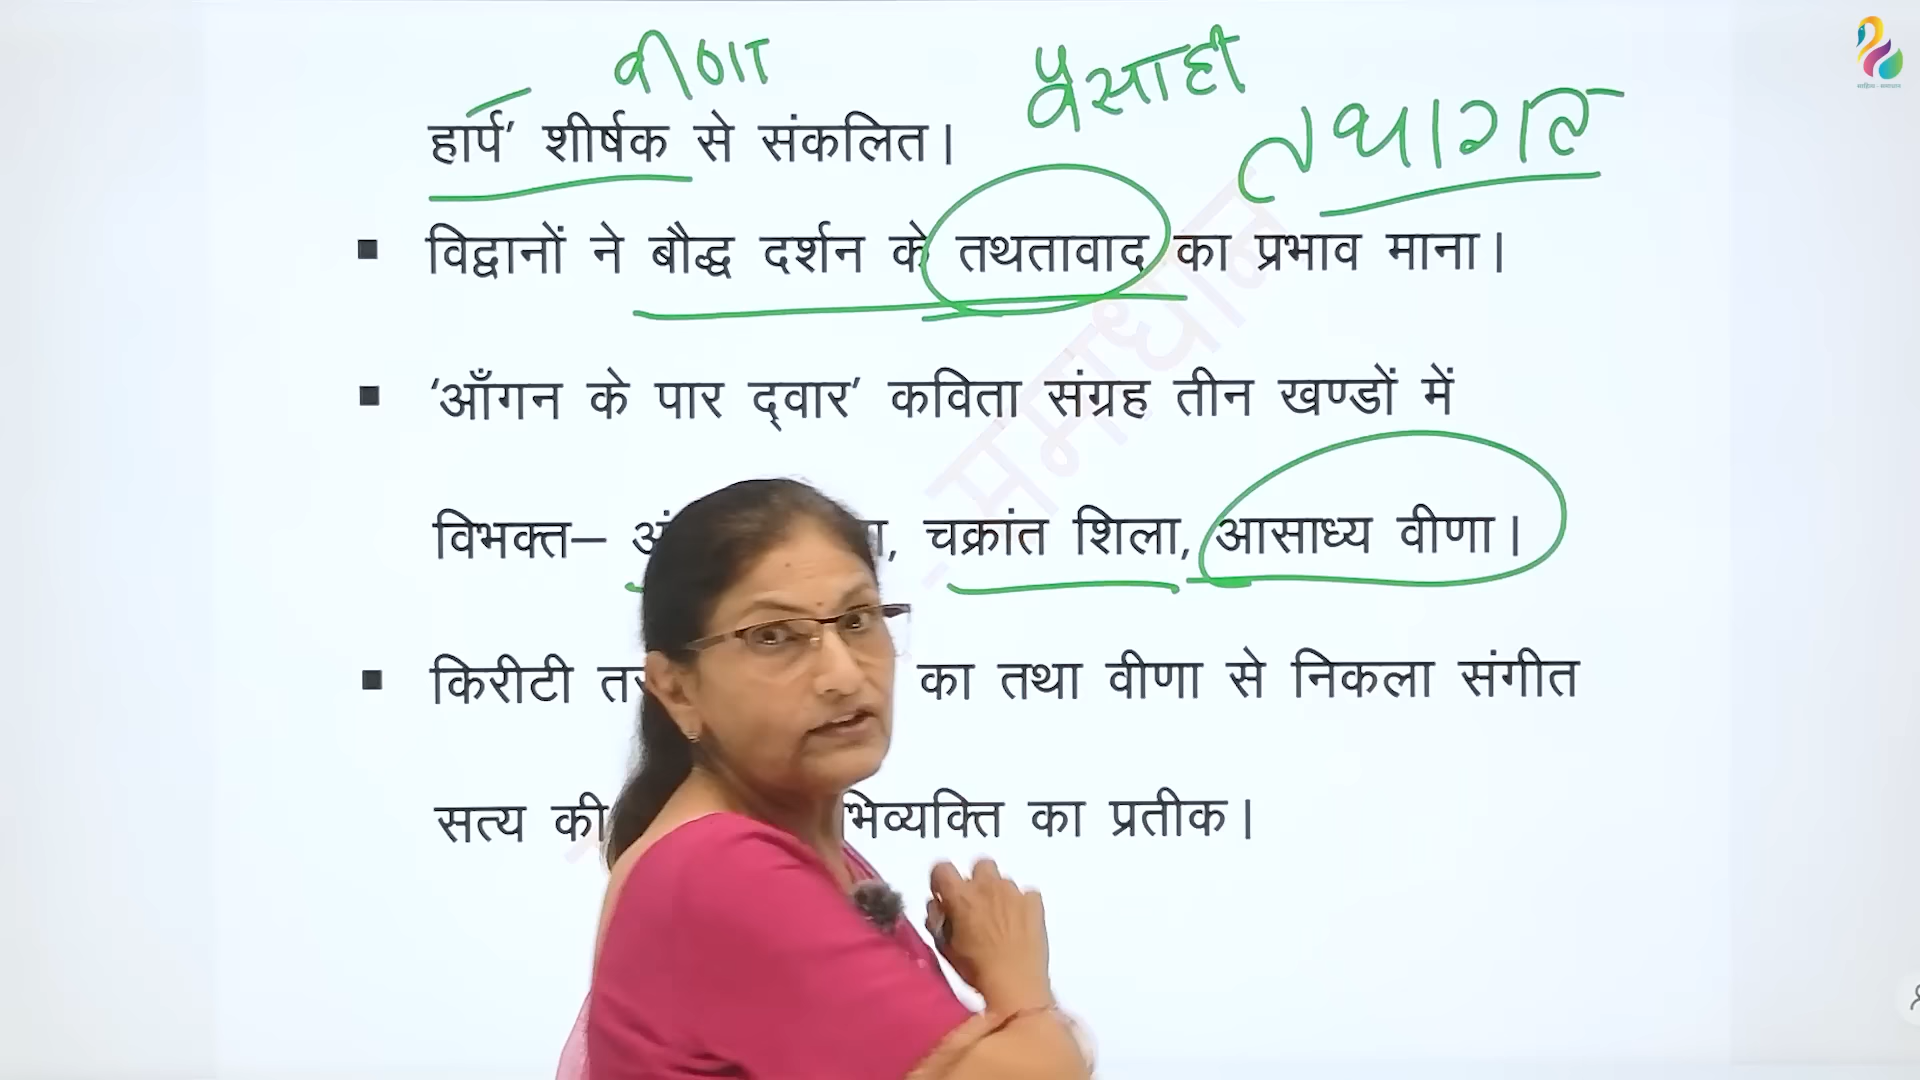 वीणा
वैसाही
तथागत
हार्प’ शीर्षक से संकलित।
▪ विद्वानों ने बौद्ध दर्शन के तथतावाद का प्रभाव माना।
▪ ‘आँगन के पार द्‌वार’ कविता संग्रह तीन खण्डों में
विभक्त– चक्रांत शिला, आसाध्य वीणा।
▪ किरीटी का तथा वीणा से निकला संगीत
सत्य की भिव्यक्ति का प्रतीक।
समाधान